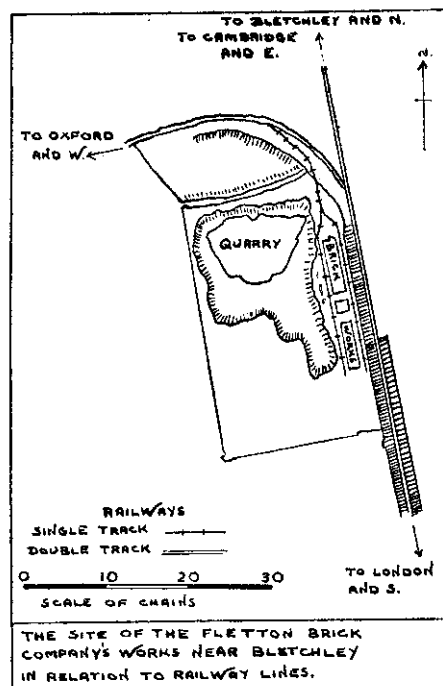 TO BLETCHLEY AND N.
TO CAMBRIDGE
AND E.
N.
TO OXFORD
AND W.
QUARRY
BRICK
WORKS
RAILWAYS
SINGLE TRACK
DOUBLE TRACK
0 10 20 30
SCALE OF CHAINS
TO LONDON
AND S.
THE SITE OF THE FLETTON BRICK
COMPANY'S WORKS NEAR BLETCHLEY
IN RELATION TO RAILWAY LINES.